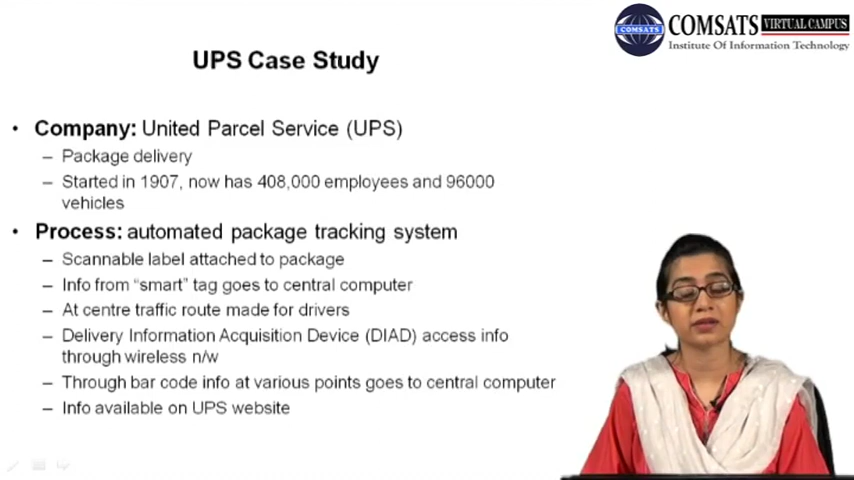 COMSATS VIRTUAL CAMPUS
COMSATS
Institute Of Information Technology
UPS Case Study
• Company: United Parcel Service (UPS)
– Package delivery
– Started in 1907, now has 408,000 employees and 96000
vehicles
• Process: automated package tracking system
– Scannable label attached to package
– Info from “smart” tag goes to central computer
– At centre traffic route made for drivers
– Delivery Information Acquisition Device (DIAD) access info
through wireless n/w
– Through bar code info at various points goes to central computer
– Info available on UPS website